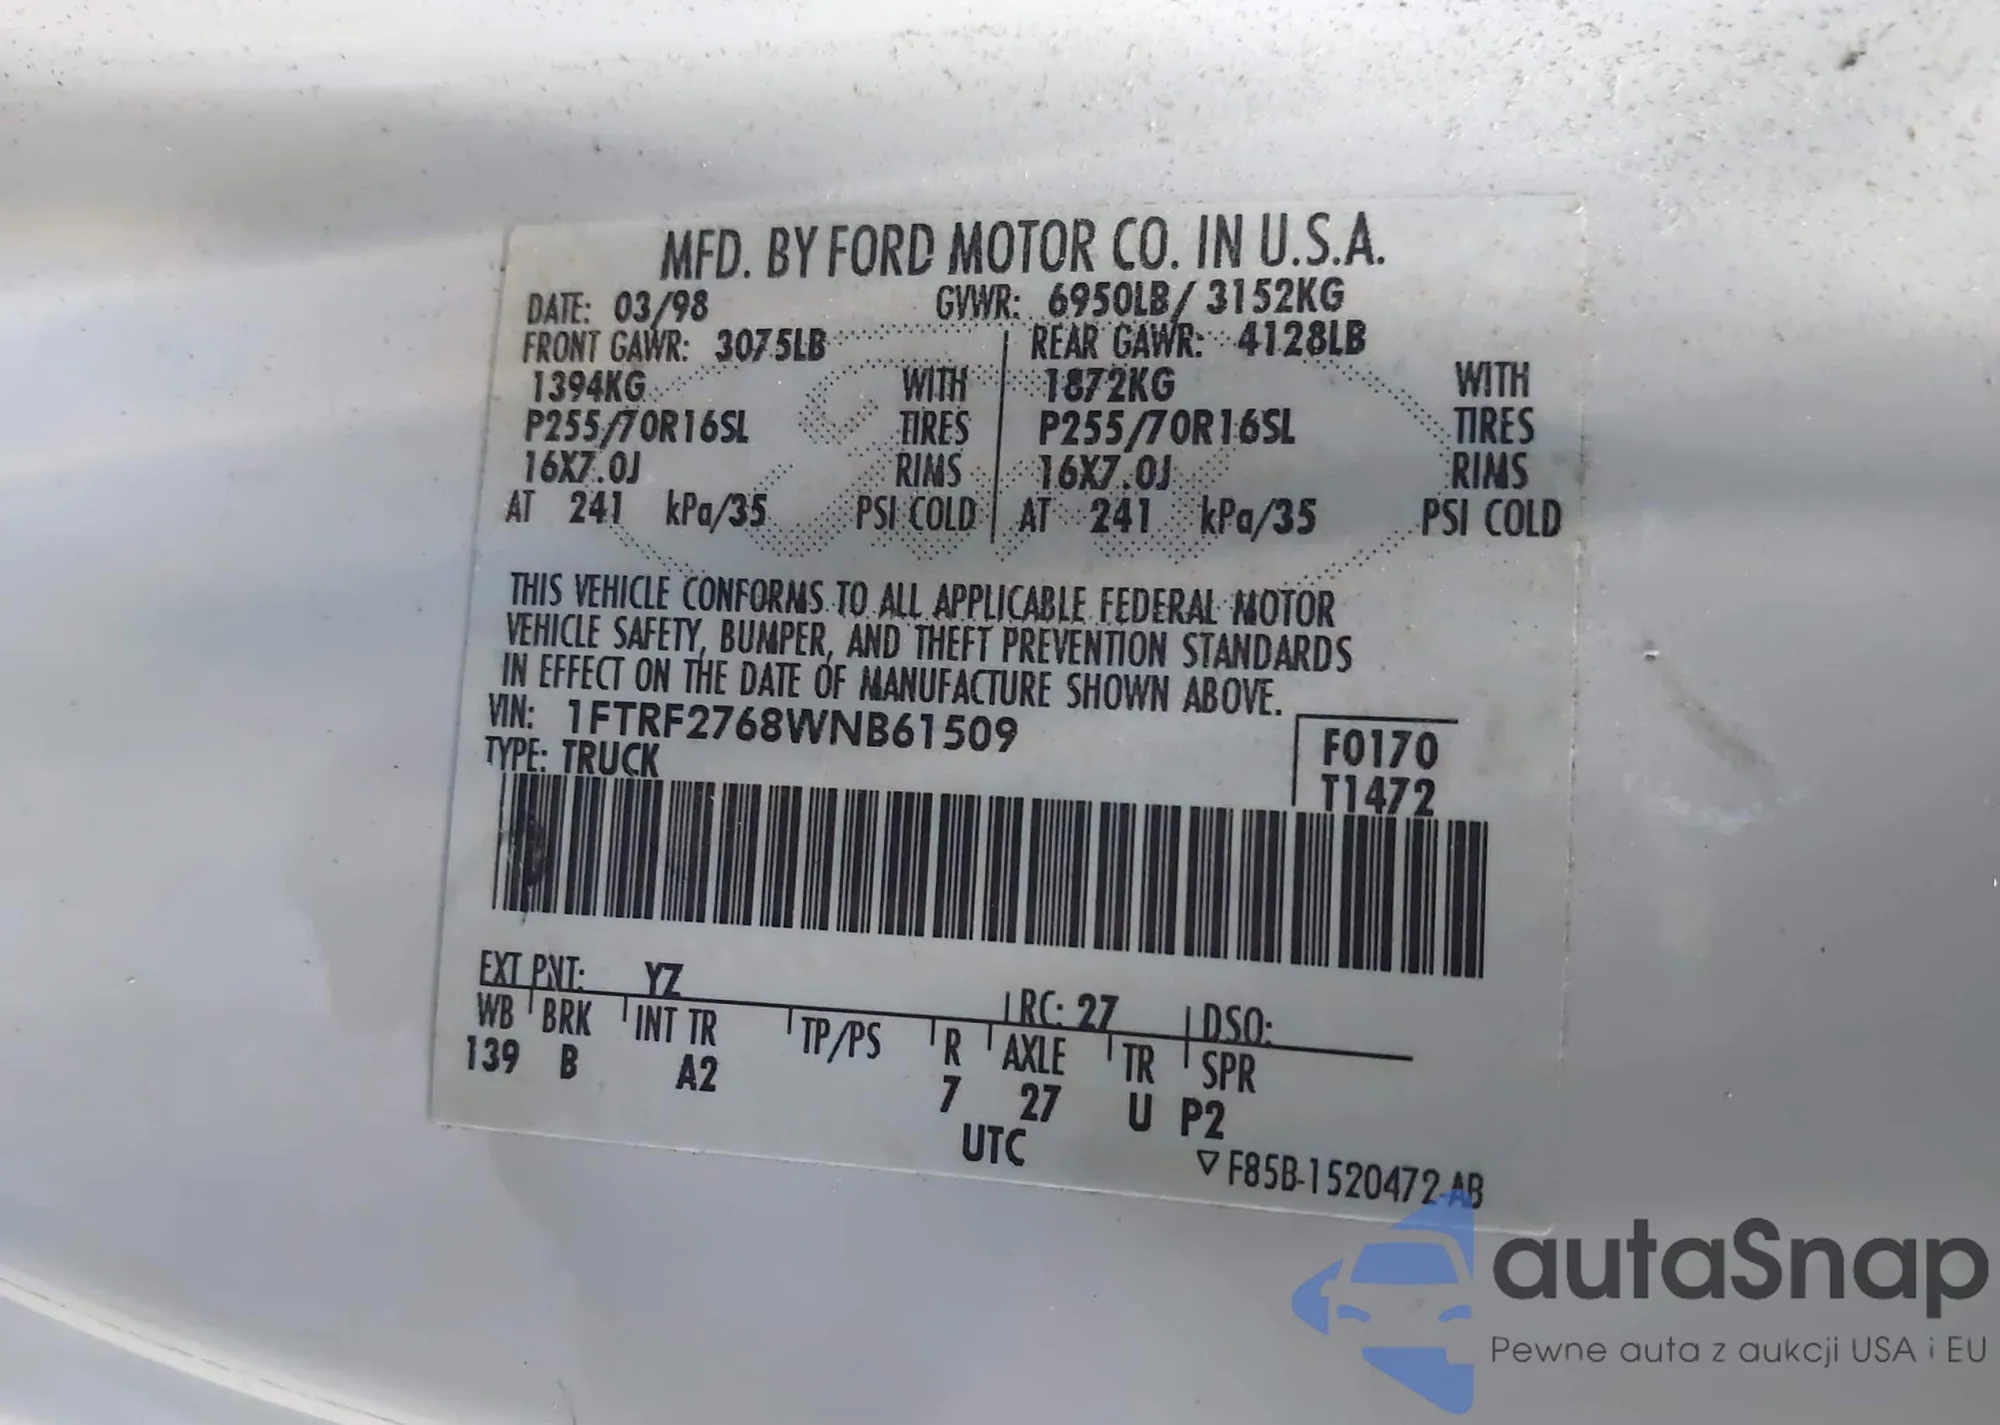 MFD. BY FORD MOTOR CO. IN U.S.A.
DATE: 03/98 GVWR: 6950LB/ 3152KG
FRONT GAWR: 3075LB REAR GAWR: 4128LB
1394KG WITH 1872KG WITH
P255/70R16SL TIRES P255/70R16SL TIRES
16X7.0J RIMS 16X7.0J RIMS
AT 241 kPa/35 PSI COLD AT 241 kPa/35 PSI COLD
THIS VEHICLE CONFORMS TO ALL APPLICABLE FEDERAL MOTOR
VEHICLE SAFETY, BUMPER, AND THEFT PREVENTION STANDARDS
IN EFFECT ON THE DATE OF MANUFACTURE SHOWN ABOVE.
VIN: 1FTRF2768WNB61509 F0170
TYPE: TRUCK T1472
EXT PNT: YZ RC: 27 DSO:
WB BRK INT TR TP/PS R AXLE TR SPR
139 B A2 7 27 U P2
UTC
F85B-1520472-AB
autaSnap
Pewne auta z aukcji USA i EU